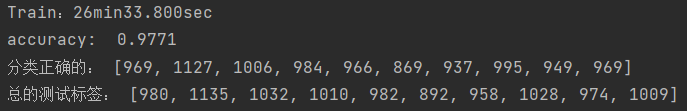 Train：26min33.800sec
accuracy:  0.9771
分类正确的： [969, 1127, 1006, 984, 966, 869, 937, 995, 949, 969]
总的测试标签： [980, 1135, 1032, 1010, 982, 892, 958, 1028, 974, 1009]